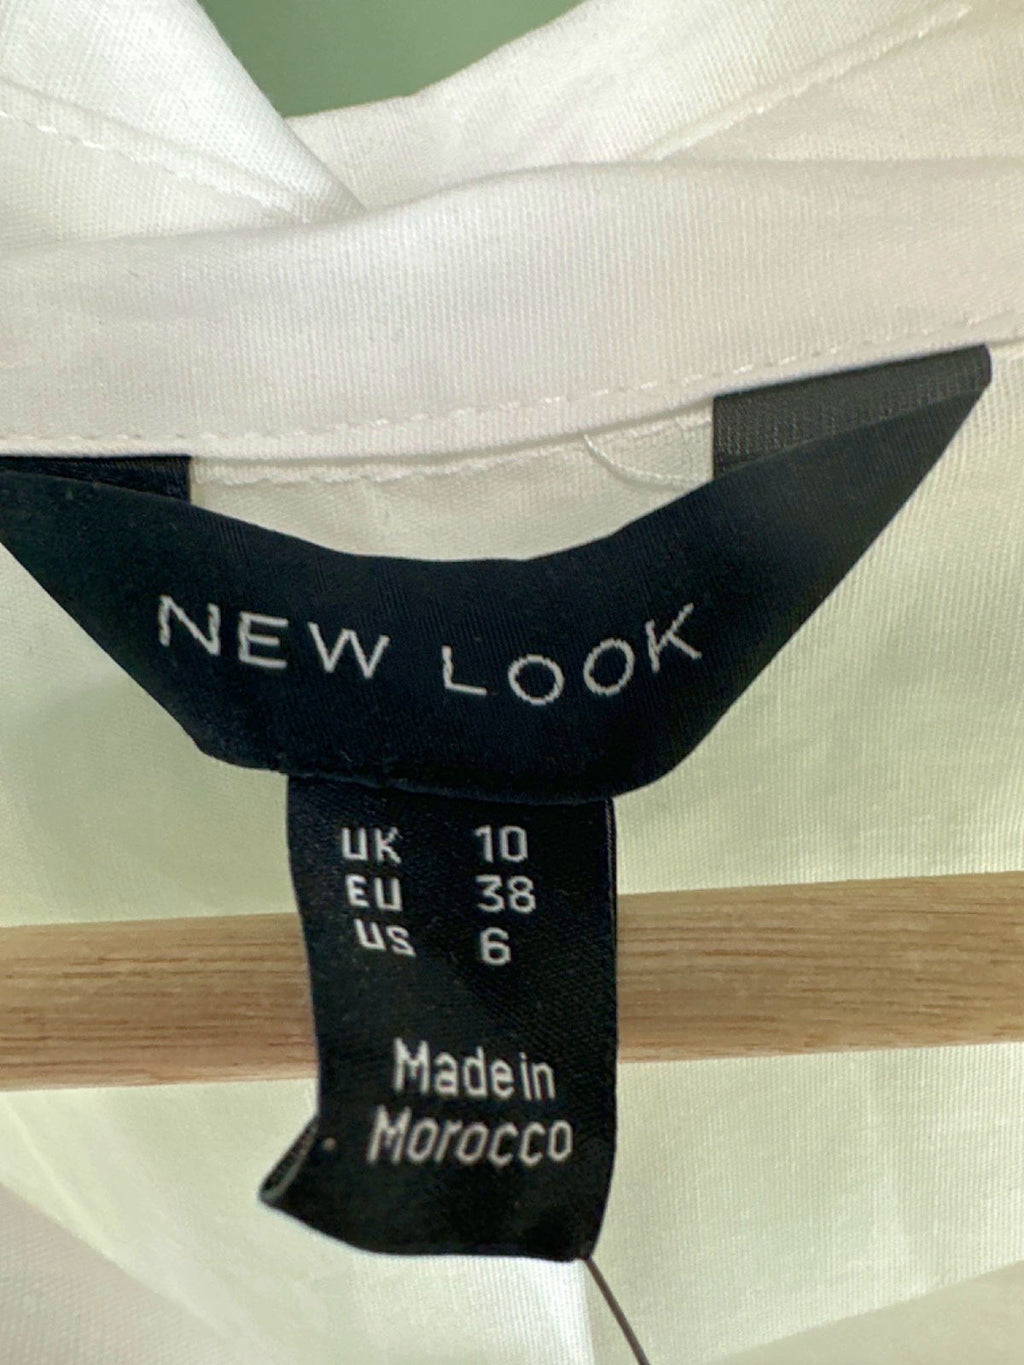 NEW LOOK
UK 10
EU 38
US 6
Made in
Morocco